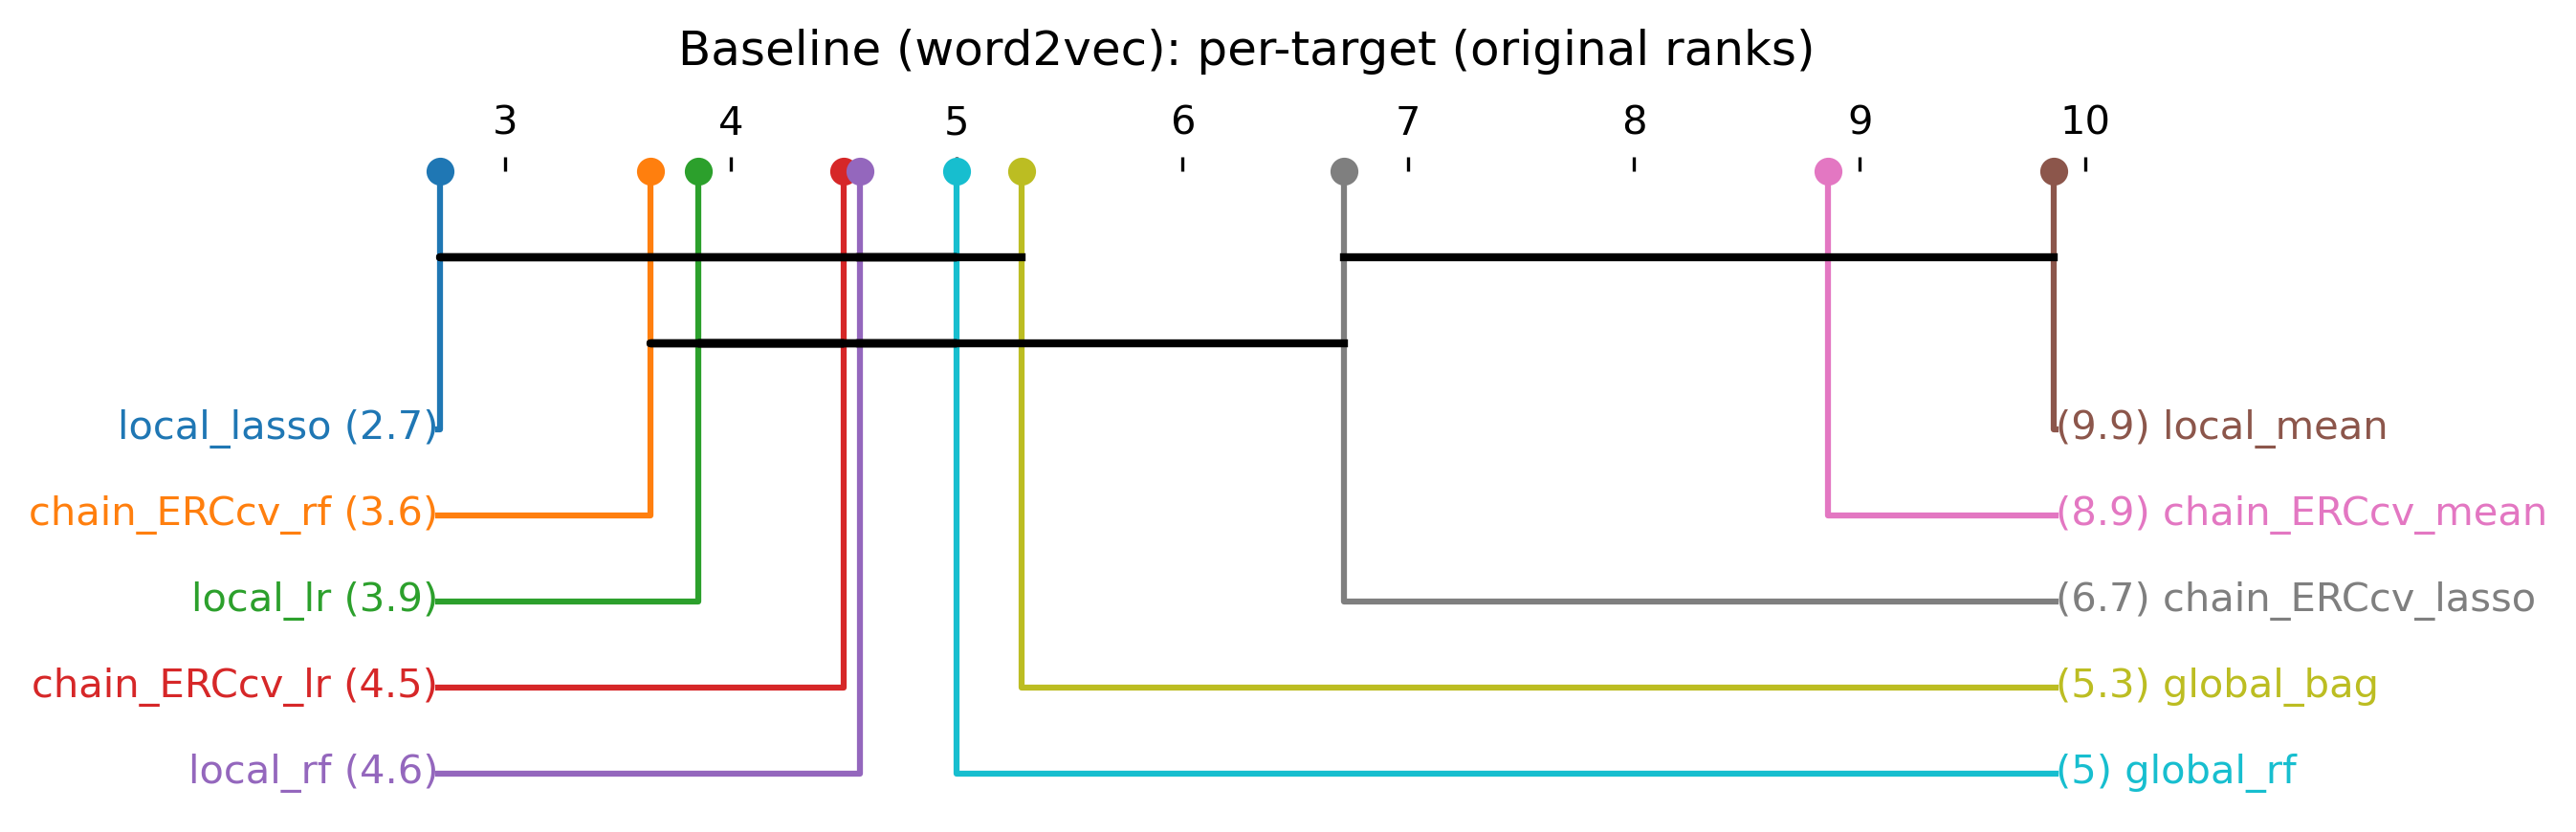 Baseline (word2vec): per-target (original ranks)
3 4 5 6 7 8 9 10
local_lasso (2.7) (9.9) local_mean
chain_ERCcv_rf (3.6) (8.9) chain_ERCcv_mean
local_lr (3.9) (6.7) chain_ERCcv_lasso
chain_ERCcv_lr (4.5) (5.3) global_bag
local_rf (4.6) (5) global_rf